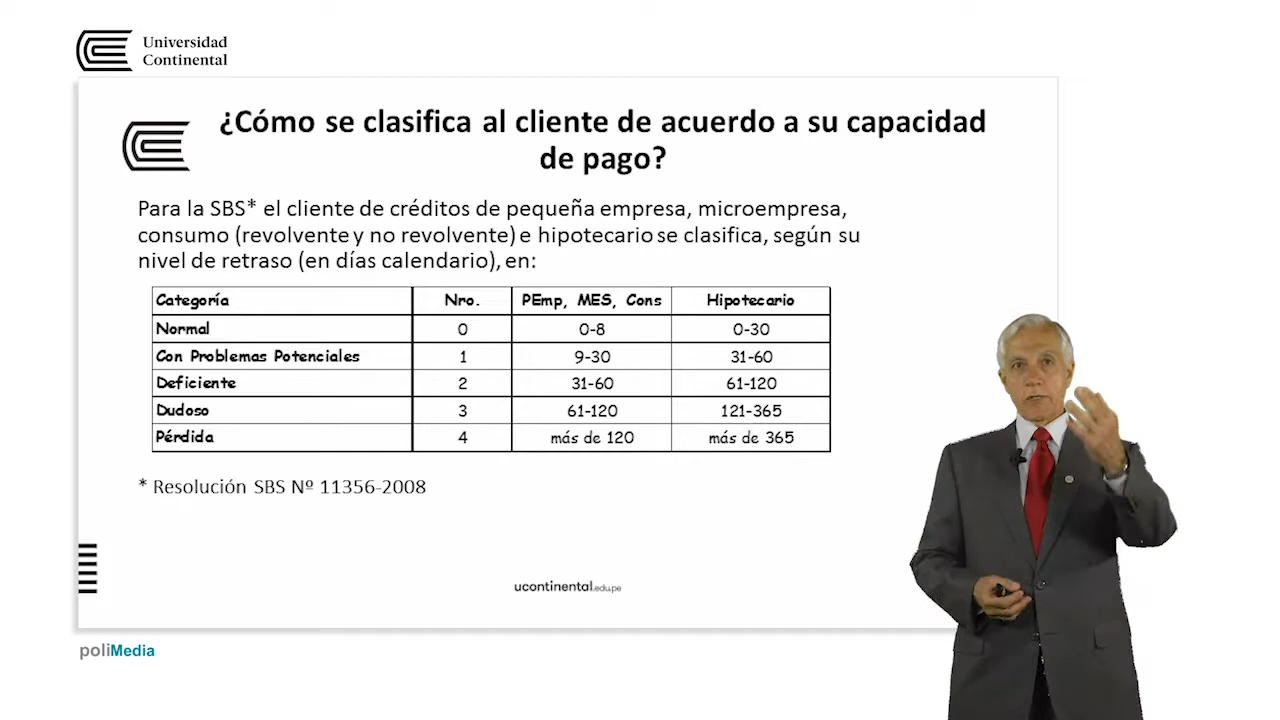 Universidad
Continental
¿Cómo se clasifica al cliente de acuerdo a su capacidad
de pago?
Para la SBS* el cliente de créditos de pequeña empresa, microempresa,
consumo (revolvente y no revolvente) e hipotecario se clasifica, según su
nivel de retraso (en días calendario), en:
Categoría Nro. PEmp, MES, Cons Hipotecario
Normal 0 0-8 0-30
Con Problemas Potenciales 1 9-30 31-60
Deficiente 2 31-60 61-120
Dudoso 3 61-120 121-365
Pérdida 4 más de 120 más de 365
* Resolución SBS Nº 11356-2008
ucontinental.edu.pe
poliMedia